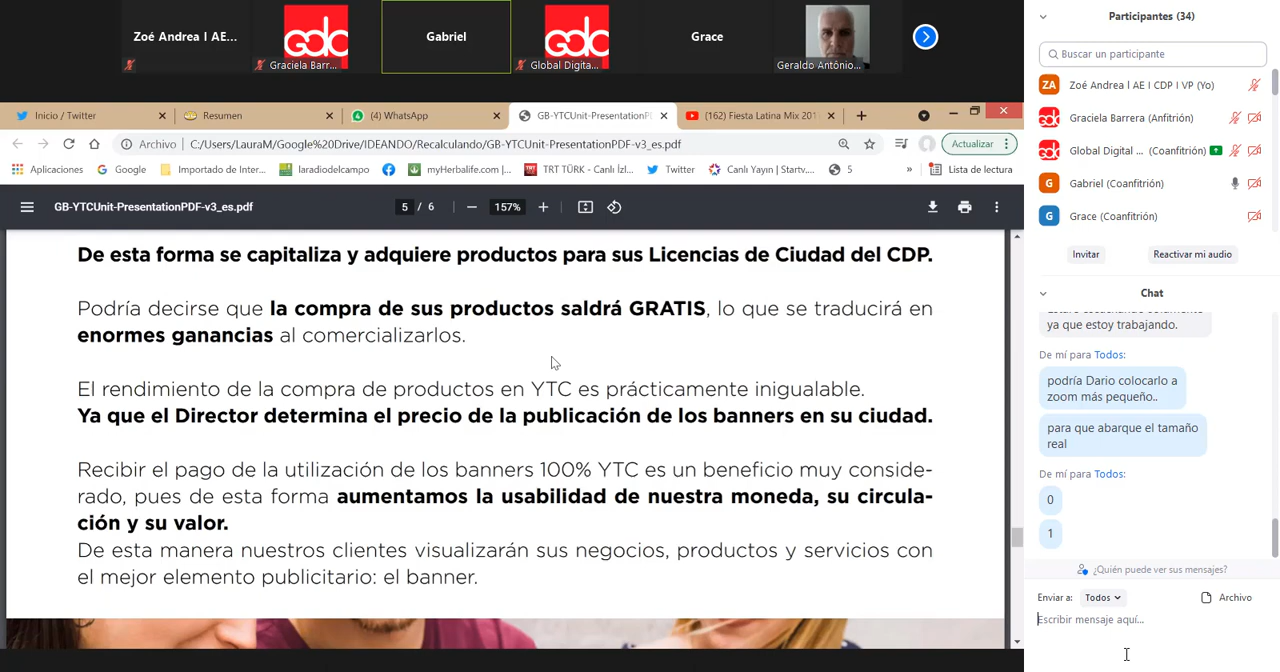 Zoé Andrea l AE...
gdc
Graciela Barr...
Gabriel
gdc
Global Digita...
Grace
Geraldo Antônio...
Inicio / Twitter
Resumen
(4) WhatsApp
GB-YTCUnit-PresentationPDF-v3_es.p
(162) Fiesta Latina Mix 201
Archivo
C:/Users/LauraM/Google%20Drive/IDEANDO/Recalculando/GB-YTCUnit-PresentationPDF-v3_es.pdf
Actualizar
Aplicaciones
Google
Importado de Inter...
laradiodelcampo
myHerbalife.com |...
TRT TÜRK - Canlı İzl...
Twitter
Canlı Yayın | Startv....
5
»
Lista de lectura
GB-YTCUnit-PresentationPDF-v3_es.pdf
5 / 6
157%
De esta forma se capitaliza y adquiere productos para sus Licencias de Ciudad del CDP.
Podría decirse que la compra de sus productos saldrá GRATIS, lo que se traducirá en
enormes ganancias al comercializarlos.
El rendimiento de la compra de productos en YTC es prácticamente inigualable.
Ya que el Director determina el precio de la publicación de los banners en su ciudad.
Recibir el pago de la utilización de los banners 100% YTC es un beneficio muy conside-
rado, pues de esta forma aumentamos la usabilidad de nuestra moneda, su circula-
ción y su valor.
De esta manera nuestros clientes visualizarán sus negocios, productos y servicios con
el mejor elemento publicitario: el banner.
Participantes (34)
Buscar un participante
ZA Zoé Andrea l AE l CDP l VP (Yo)
gdc Graciela Barrera (Anfitrión)
gdc Global Digital ... (Coanfitrión)
G Gabriel (Coanfitrión)
G Grace (Coanfitrión)
Invitar
Reactivar mi audio
Chat
ya que estoy trabajando.
De mí para Todos:
podría Dario colocarlo a
zoom más pequeño..
para que abarque el tamaño
real
De mí para Todos:
0
1
¿Quién puede ver sus mensajes?
Enviar a: Todos
Archivo
Escribir mensaje aquí...